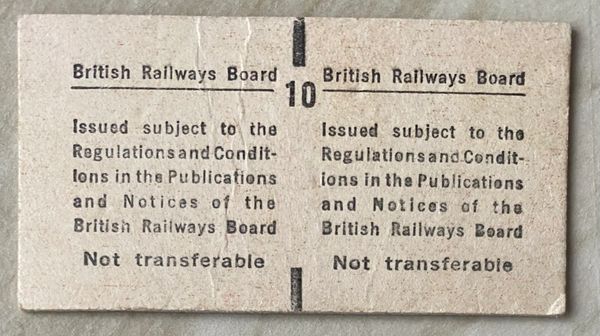 British Railways Board
Issued subject to the
Regulations and Condit-
ions in the Publications
and Notices of the
British Railways Board
Not transferable
10
British Railways Board
Issued subject to the
Regulations and Condit-
ions in the Publications
and Notices of the
British Railways Board
Not transferable